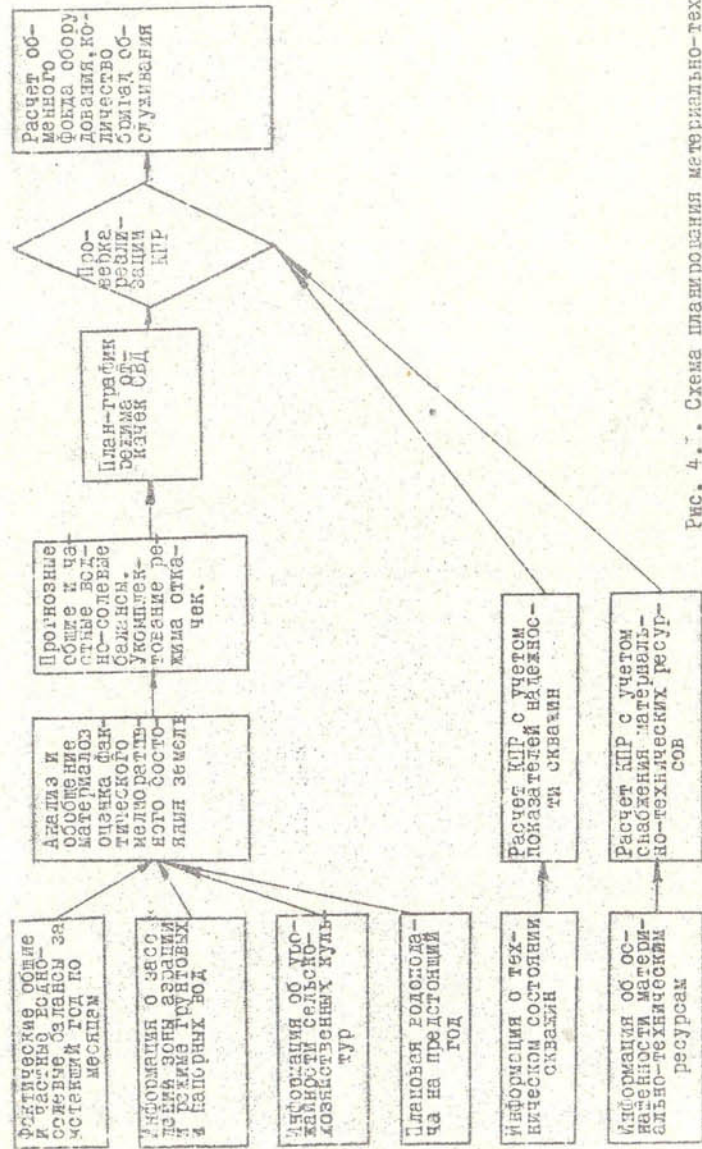 Фактические общие
и частные водно-
солевые балансы за
истекший год по
месяцам
Информация о засо-
лении зоны аэрации
и режиме грунтовых
и напорных вод
Информация об уро-
жайности сельско-
хозяйственных куль-
тур
Плановая водопода-
ча на предстоящий
год
Информация о тех-
ническом состоянии
скважин
Информация об ос-
нащенности матери-
ально-техническим
ресурсам
Анализ и
обобщение
материалов
оценка фак-
тического
мелиоратив-
ного состо-
яния земель
Прогнозные
общие и ча-
стные вод-
но-солевые
балансы.
укомплек-
тование ре-
жима отка-
чек.
План-график
режима от-
качек СВД
Про-
верка
реали-
зации
КПР
Расчет об-
менного
фонда обору
дования,ко-
личество
бригад об-
служивания
Расчет КПР с учетом
показателей надежнос-
ти скважин
Расчет КПР с учетом
снабжения материаль-
но-технических ресур-
сов
Рис. 4. . Схема планирования материально-тех